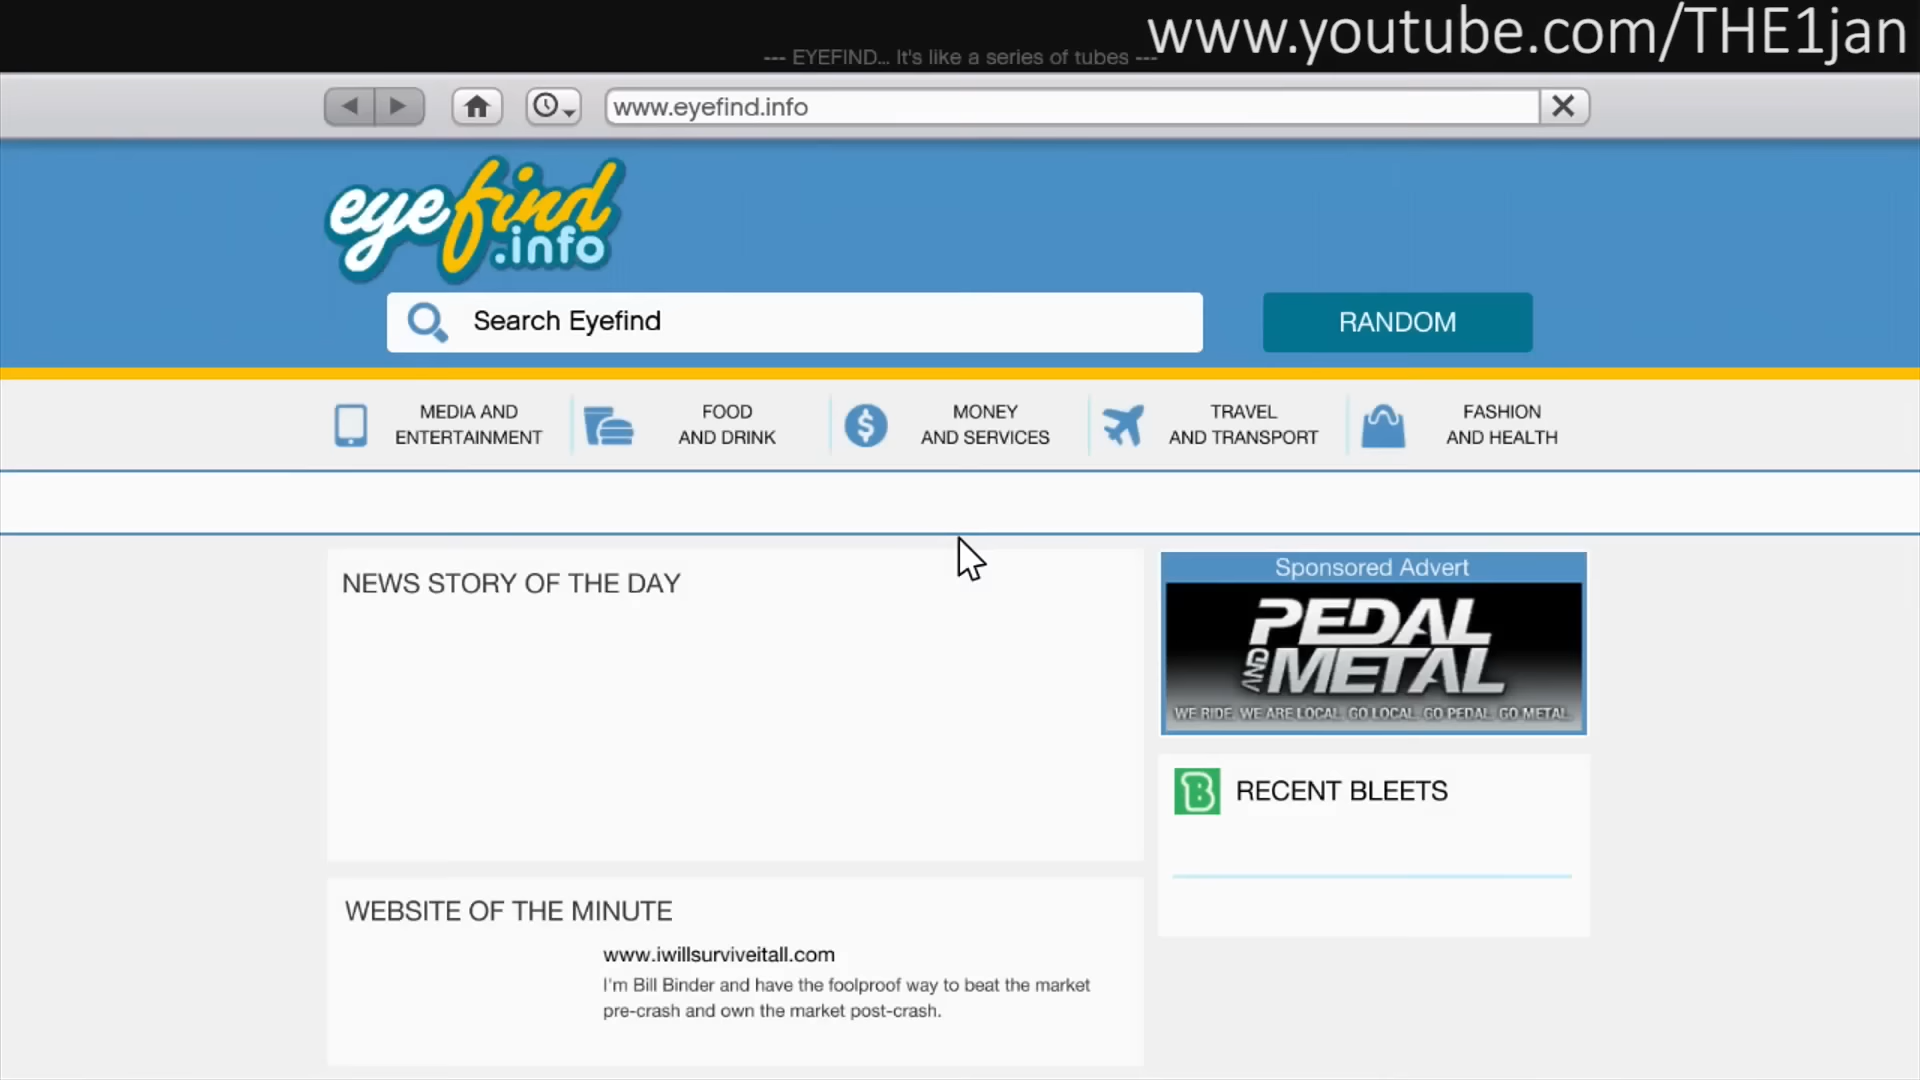 www.youtube.com/THE1jan
--- EYEFIND... It's like a series of tubes ---
www.eyefind.info
eyefind
.info
Search Eyefind
RANDOM
MEDIA AND
ENTERTAINMENT
FOOD
AND DRINK
MONEY
AND SERVICES
TRAVEL
AND TRANSPORT
FASHION
AND HEALTH
NEWS STORY OF THE DAY
Sponsored Advert
PEDAL
AND METAL
WE RIDE. WE ARE LOCAL. GO LOCAL. GO PEDAL. GO METAL.
B RECENT BLEETS
WEBSITE OF THE MINUTE
www.iwillsurviveitall.com
I'm Bill Binder and have the foolproof way to beat the market
pre-crash and own the market post-crash.